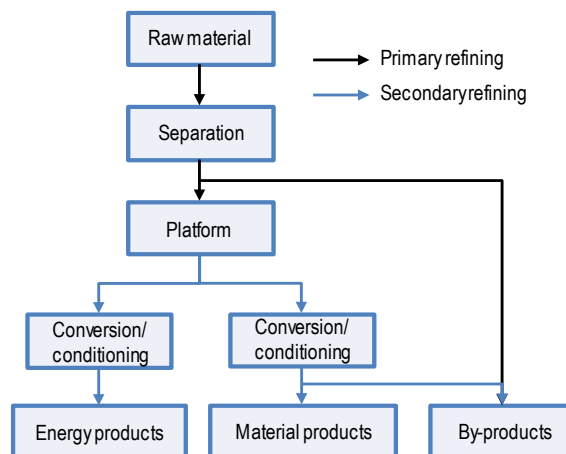 Raw material
Primary refining
Secondary refining
Separation
Platform
Conversion/
conditioning
Conversion/
conditioning
Energy products
Material products
By-products